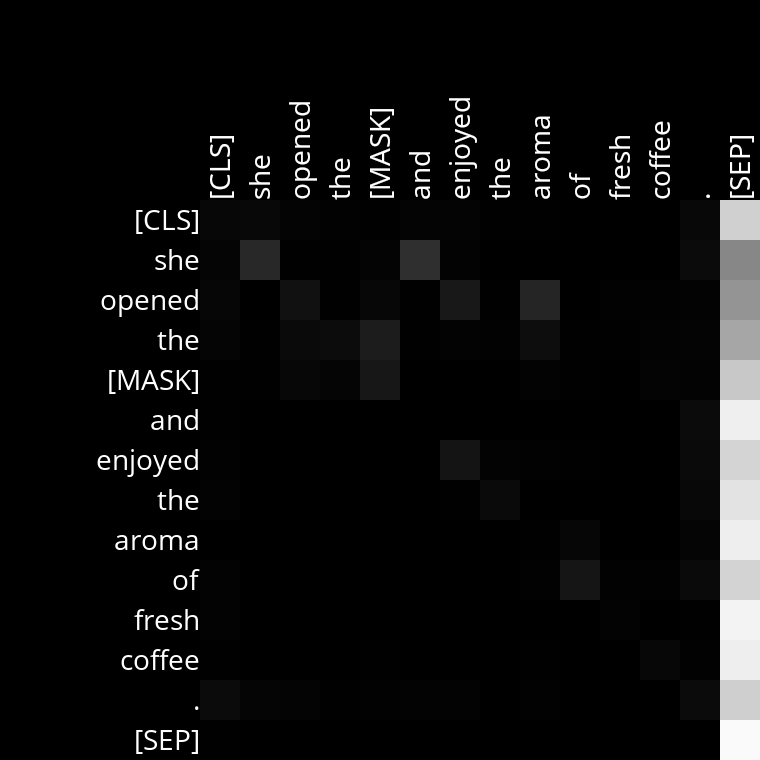 [CLS] she opened the [MASK] and enjoyed the aroma of fresh coffee . [SEP]
[CLS]
she
opened
the
[MASK]
and
enjoyed
the
aroma
of
fresh
coffee
.
[SEP]